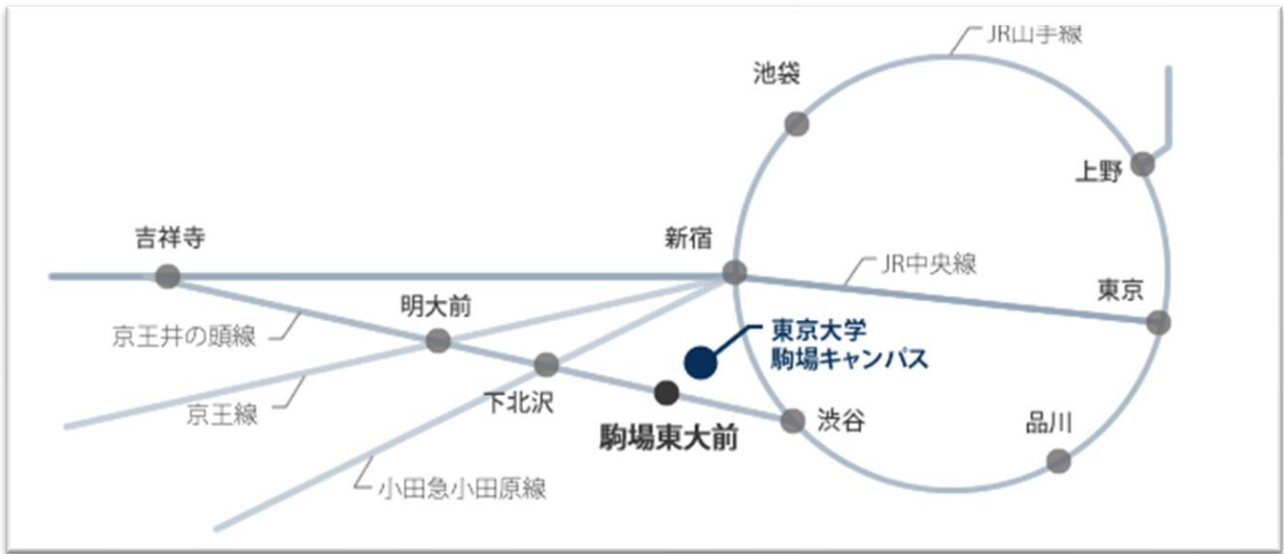 JR山手線
池袋
上野
吉祥寺
新宿
JR中央線
東京
明大前
京王井の頭線
東京大学
駒場キャンパス
京王線
下北沢
渋谷
品川
駒場東大前
小田急小田原線